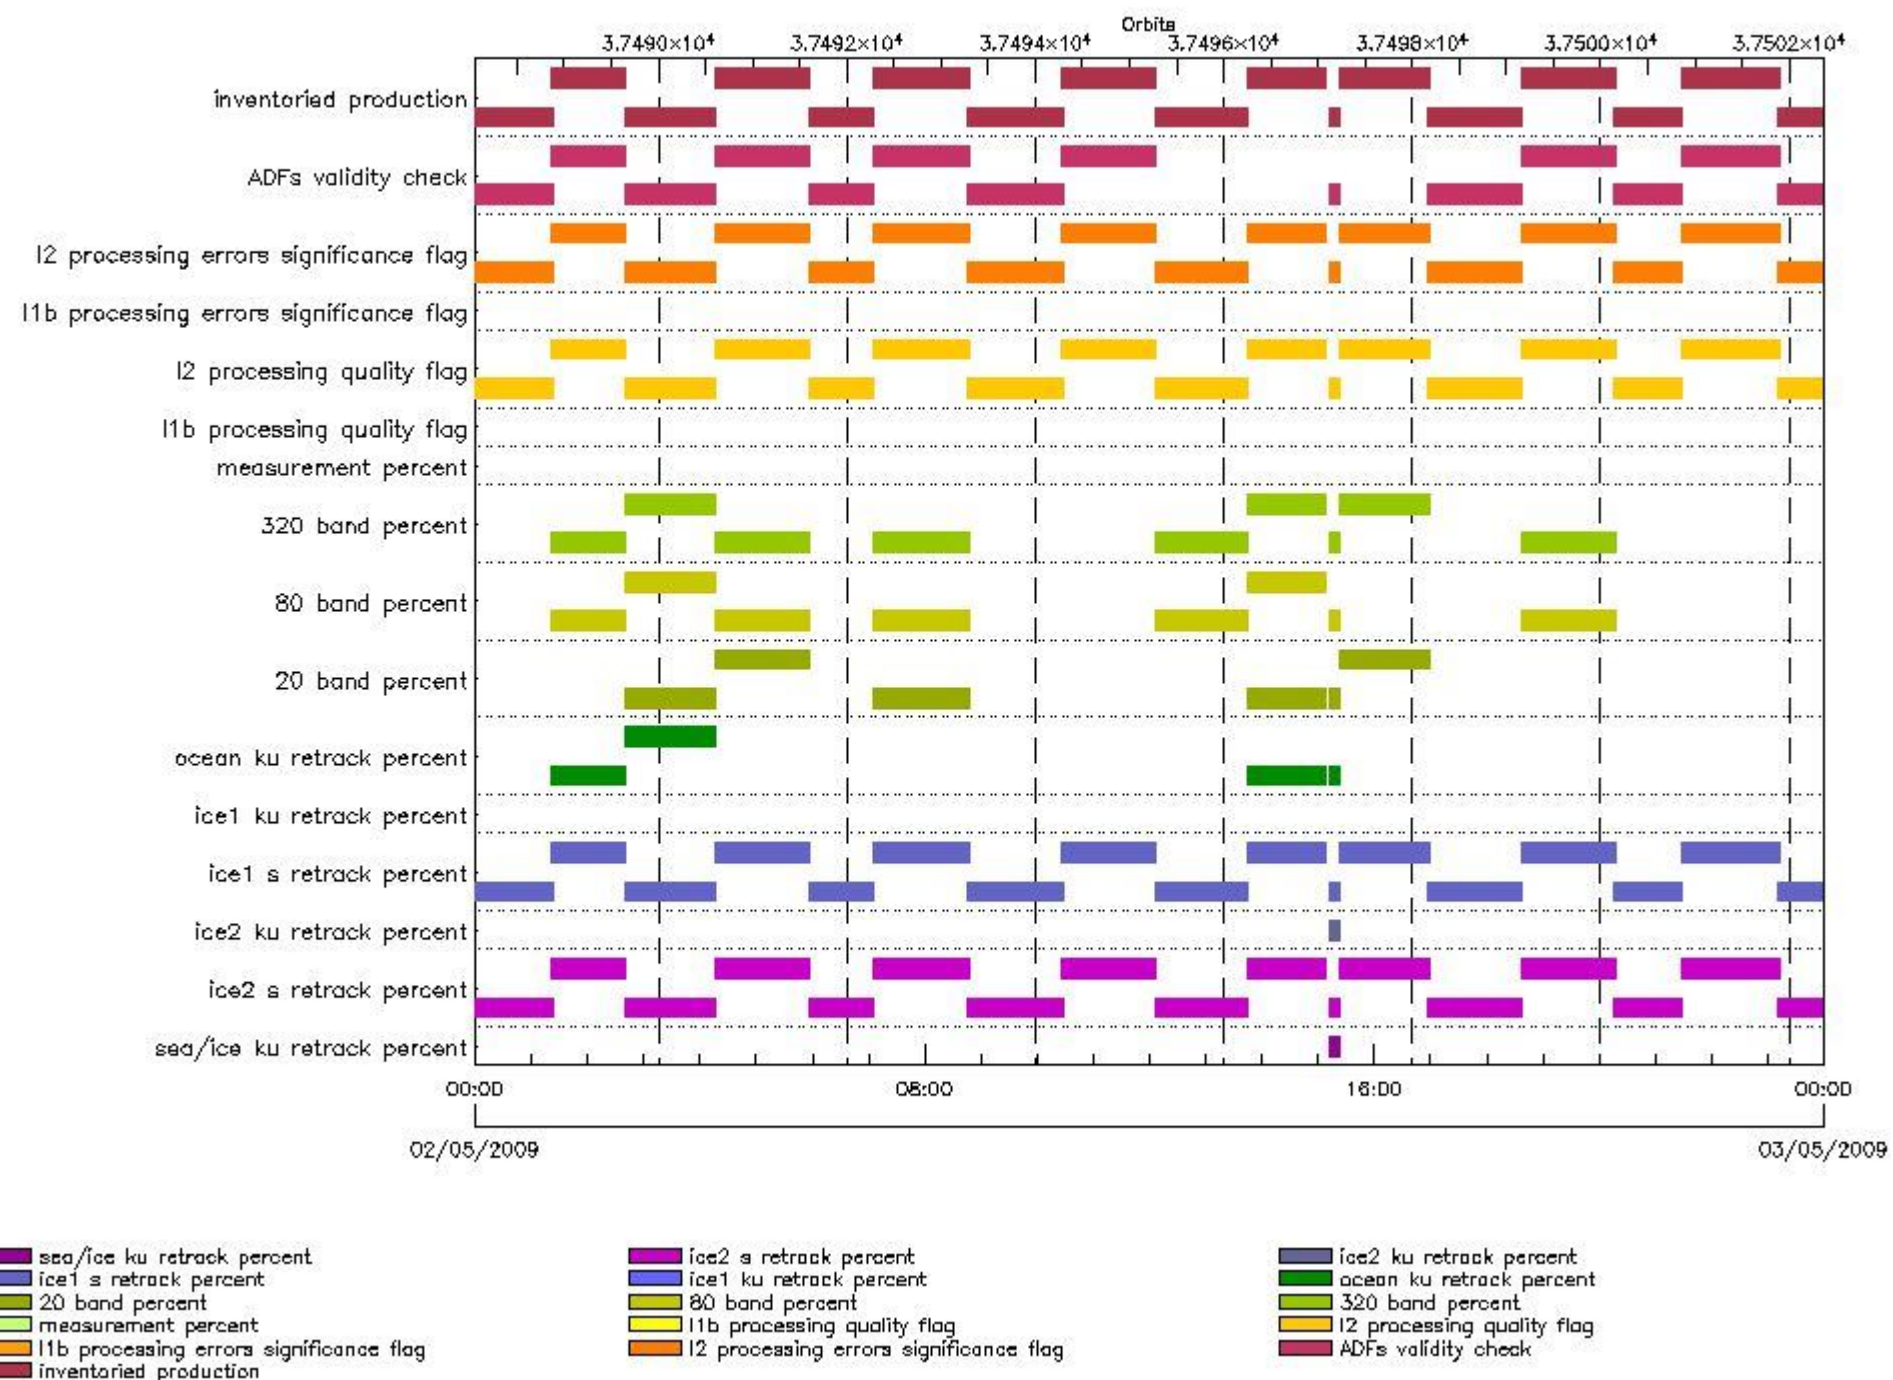 Orbits
3.7490×10⁴ 3.7492×10⁴ 3.7494×10⁴ 3.7496×10⁴ 3.7498×10⁴ 3.7500×10⁴ 3.7502×10⁴
inventoried production
ADFs validity check
l2 processing errors significance flag
l1b processing errors significance flag
l2 processing quality flag
l1b processing quality flag
measurement percent
320 band percent
80 band percent
20 band percent
ocean ku retrack percent
ice1 ku retrack percent
ice1 s retrack percent
ice2 ku retrack percent
ice2 s retrack percent
sea/ice ku retrack percent
00:00 08:00 16:00 00:00
02/05/2009 03/05/2009
sea/ice ku retrack percent ice2 s retrack percent ice2 ku retrack percent
ice1 s retrack percent ice1 ku retrack percent ocean ku retrack percent
20 band percent 80 band percent 320 band percent
measurement percent l1b processing quality flag l2 processing quality flag
l1b processing errors significance flag l2 processing errors significance flag ADFs validity check
inventoried production